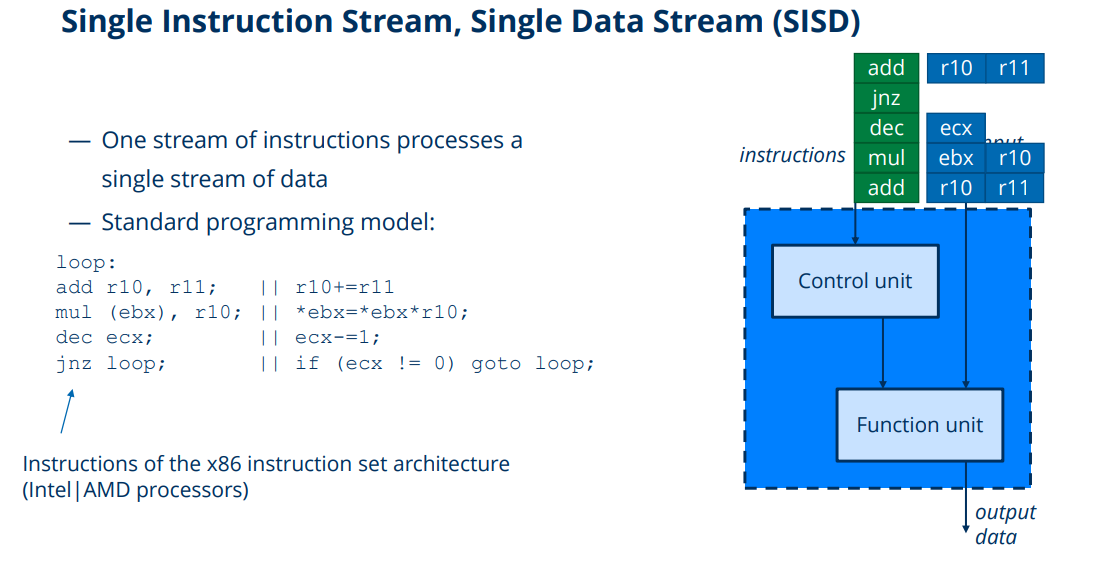 Single Instruction Stream, Single Data Stream (SISD)
— One stream of instructions processes a
single stream of data
— Standard programming model:
loop:
add r10, r11; || r10+=r11
mul (ebx), r10; || *ebx=*ebx*r10;
dec ecx; || ecx-=1;
jnz loop; || if (ecx != 0) goto loop;
Instructions of the x86 instruction set architecture
(Intel|AMD processors)
add r10 r11
jnz
dec ecx
instructions mul ebx r10
add r10 r11
Control unit
Function unit
output
data